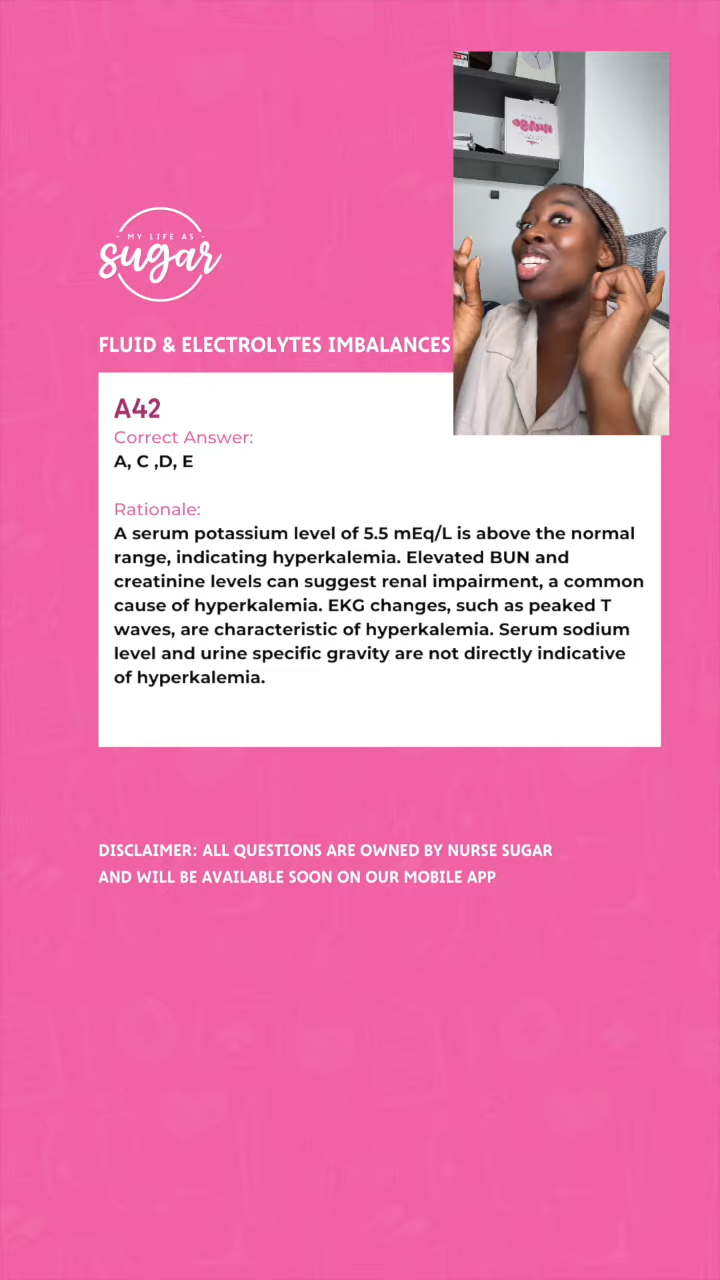 - MY LIFE AS -
sugar
FLUID & ELECTROLYTES IMBALANCES
A42
Correct Answer:
A, C ,D, E
Rationale:
A serum potassium level of 5.5 mEq/L is above the normal
range, indicating hyperkalemia. Elevated BUN and
creatinine levels can suggest renal impairment, a common
cause of hyperkalemia. EKG changes, such as peaked T
waves, are characteristic of hyperkalemia. Serum sodium
level and urine specific gravity are not directly indicative
of hyperkalemia.
DISCLAIMER: ALL QUESTIONS ARE OWNED BY NURSE SUGAR
AND WILL BE AVAILABLE SOON ON OUR MOBILE APP